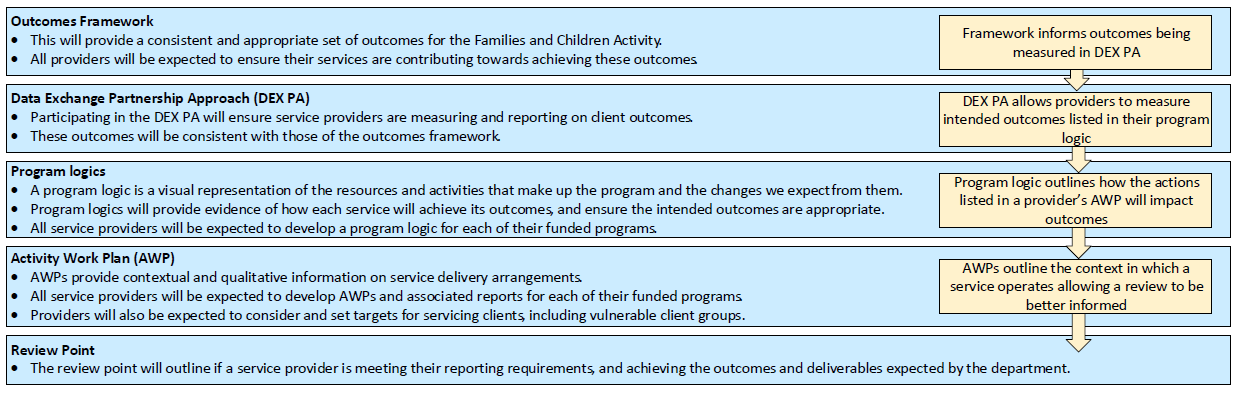 Outcomes Framework
• This will provide a consistent and appropriate set of outcomes for the Families and Children Activity.
• All providers will be expected to ensure their services are contributing towards achieving these outcomes.
Framework informs outcomes being
measured in DEX PA
Data Exchange Partnership Approach (DEX PA)
• Participating in the DEX PA will ensure service providers are measuring and reporting on client outcomes.
• These outcomes will be consistent with those of the outcomes framework.
DEX PA allows providers to measure
intended outcomes listed in their program
logic
Program logics
• A program logic is a visual representation of the resources and activities that make up the program and the changes we expect from them.
• Program logics will provide evidence of how each service will achieve its outcomes, and ensure the intended outcomes are appropriate.
• All service providers will be expected to develop a program logic for each of their funded programs.
Program logic outlines how the actions
listed in a provider's AWP will impact
outcomes
Activity Work Plan (AWP)
• AWPs provide contextual and qualitative information on service delivery arrangements.
• All service providers will be expected to develop AWPs and associated reports for each of their funded programs.
• Providers will also be expected to consider and set targets for servicing clients, including vulnerable client groups.
AWPs outline the context in which a
service operates allowing a review to be
better informed
Review Point
• The review point will outline if a service provider is meeting their reporting requirements, and achieving the outcomes and deliverables expected by the department.